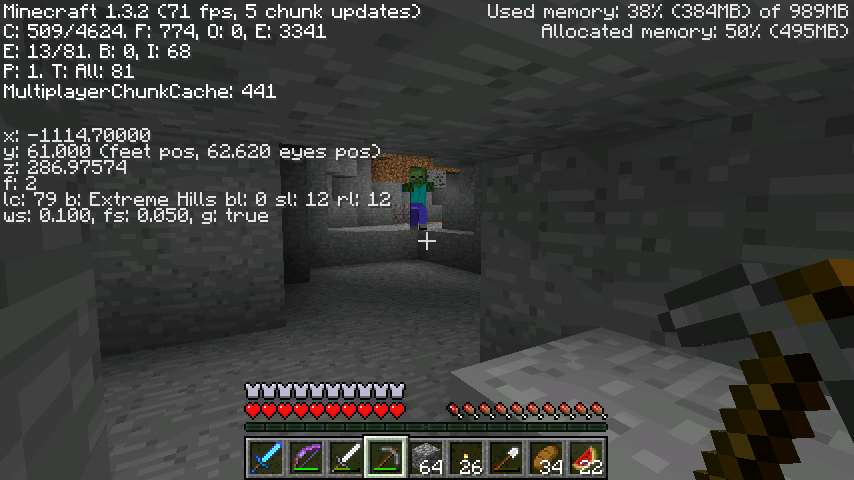 Minecraft 1.3.2 (71 fps, 5 chunk updates)
C: 509/4624, F: 774, O: 0, E: 3341
E: 13/81, B: 0, I: 68
P: 1. T: All: 81
MultiplayerChunkCache: 441
Used memory: 38% (384MB) of 989MB
Allocated memory: 50% (495MB)
x: -1114.70000
y: 61.000 (feet pos, 62.620 eyes pos)
z: 286.97574
f: 2
lc: 79 b: Extreme Hills bl: 0 sl: 12 rl: 12
ws: 0.100, fs: 0.050, g: true
64 26 34 22